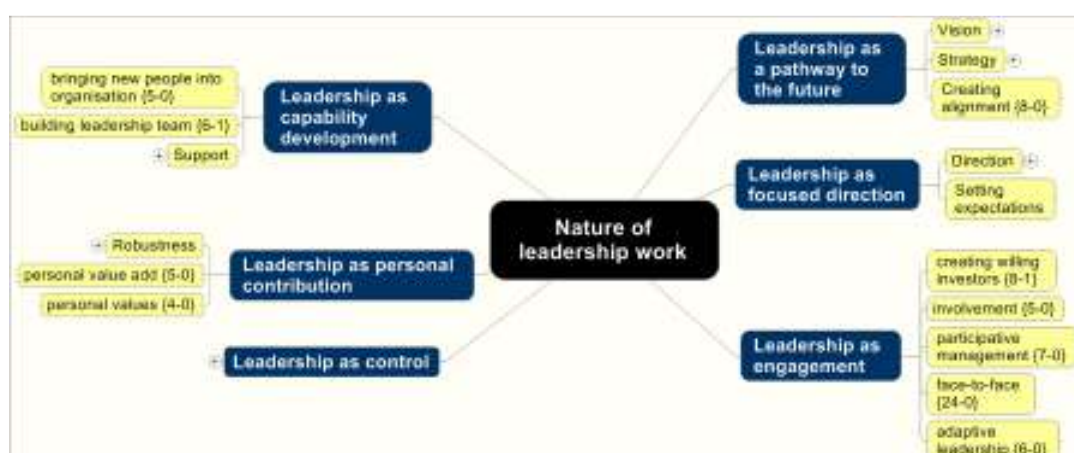 Nature of
leadership work
Leadership as
capability
development
bringing new people into
organisation {5-0}
building leadership team {6-1}
Support
Leadership as personal
contribution
Robustness
personal value add {5-0}
personal values {4-0}
Leadership as control
Leadership as
a pathway to
the future
Vision
Strategy
Creating
alignment {8-0}
Leadership as
focused direction
Direction
Setting
expectations
Leadership as
engagement
creating willing
investors {8-1}
involvement {5-0}
participative
management {7-0}
face-to-face
{24-0}
adaptive
leadership {6-0}